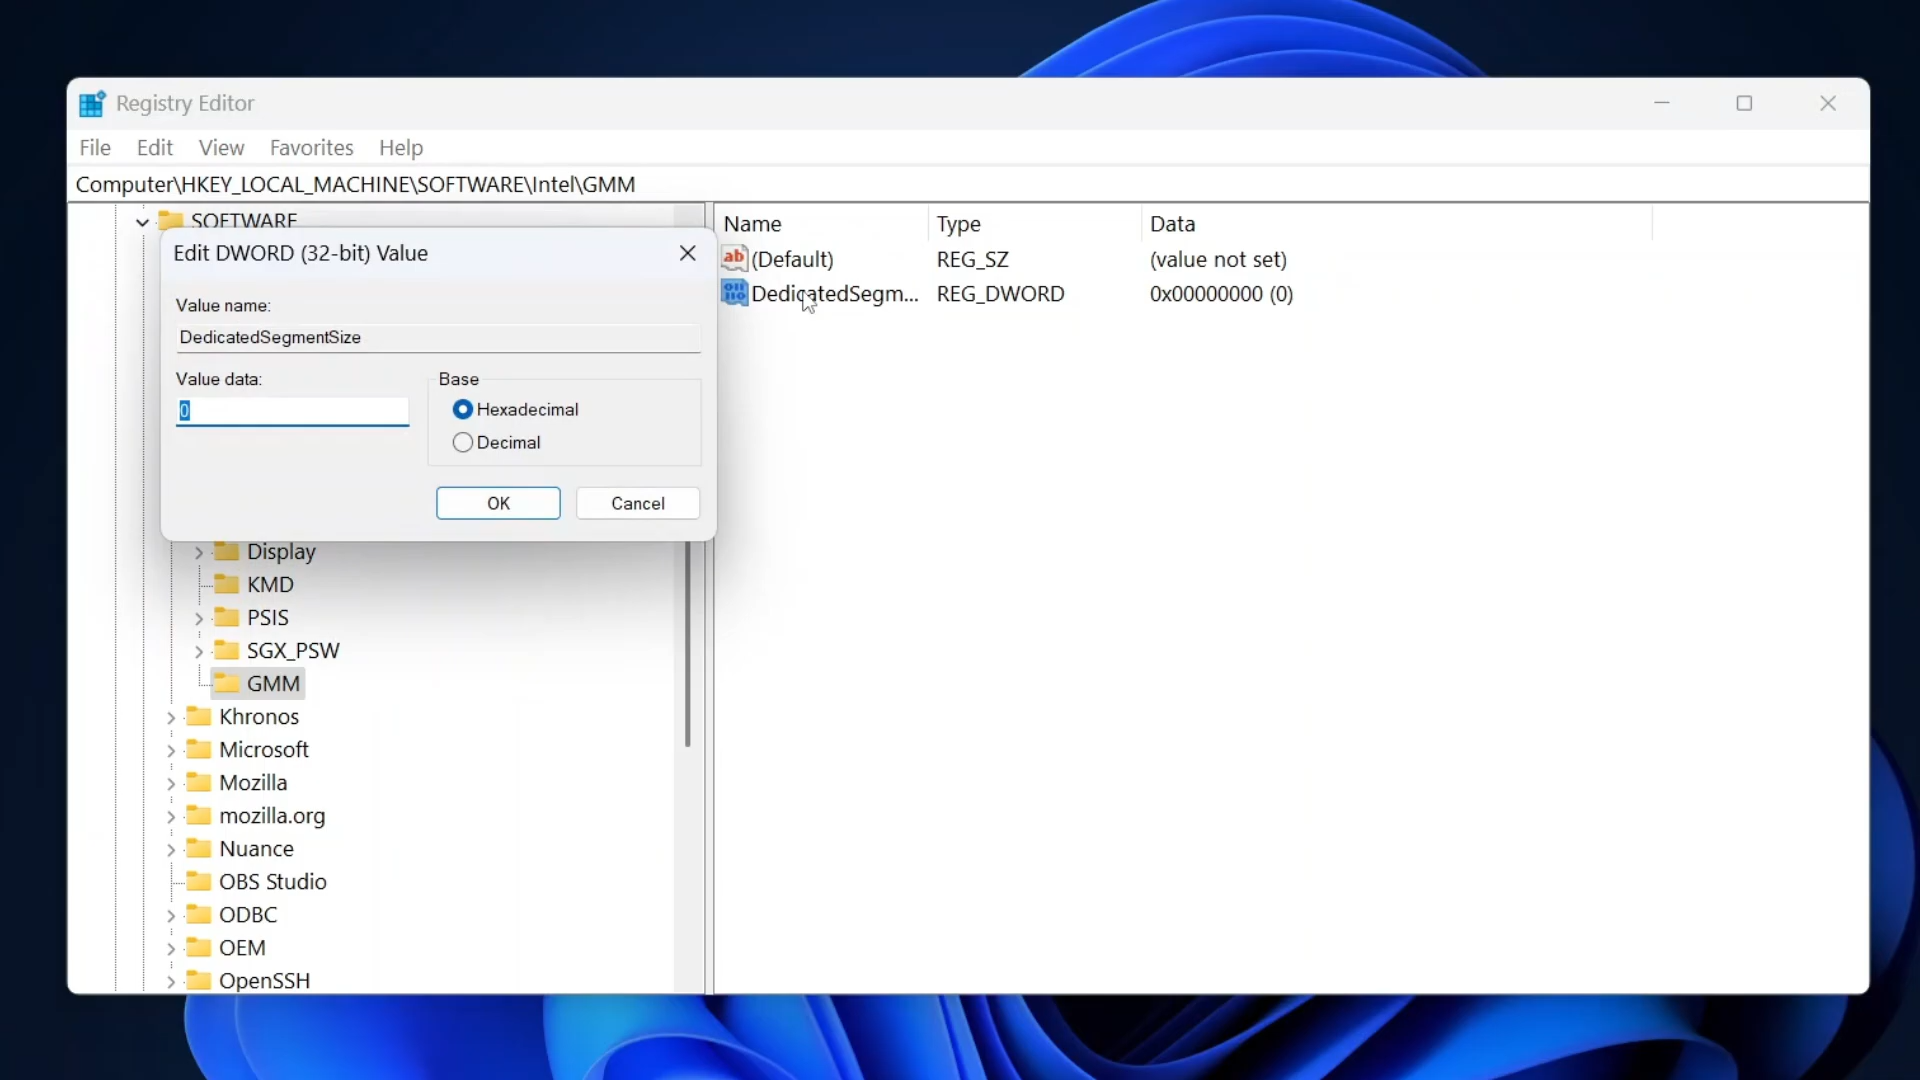 Registry Editor
File Edit View Favorites Help
Computer\HKEY_LOCAL_MACHINE\SOFTWARE\Intel\GMM
SOFTWARE
Edit DWORD (32-bit) Value
Value name:
DedicatedSegmentSize
Value data:
0
Base
Hexadecimal
Decimal
OK Cancel
Display
KMD
PSIS
SGX_PSW
GMM
Khronos
Microsoft
Mozilla
mozilla.org
Nuance
OBS Studio
ODBC
OEM
OpenSSH
Name Type Data
(Default) REG_SZ (value not set)
DedicatedSegm... REG_DWORD 0x00000000 (0)